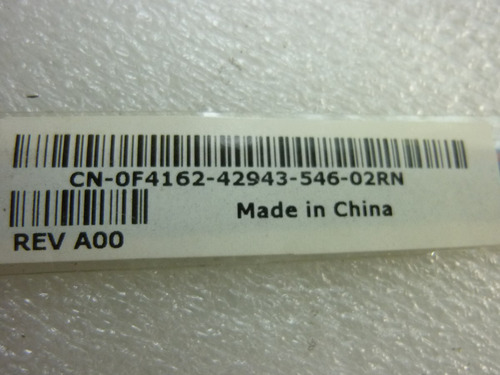 CN-0F4162-42943-546-02RN
Made in China
REV A00